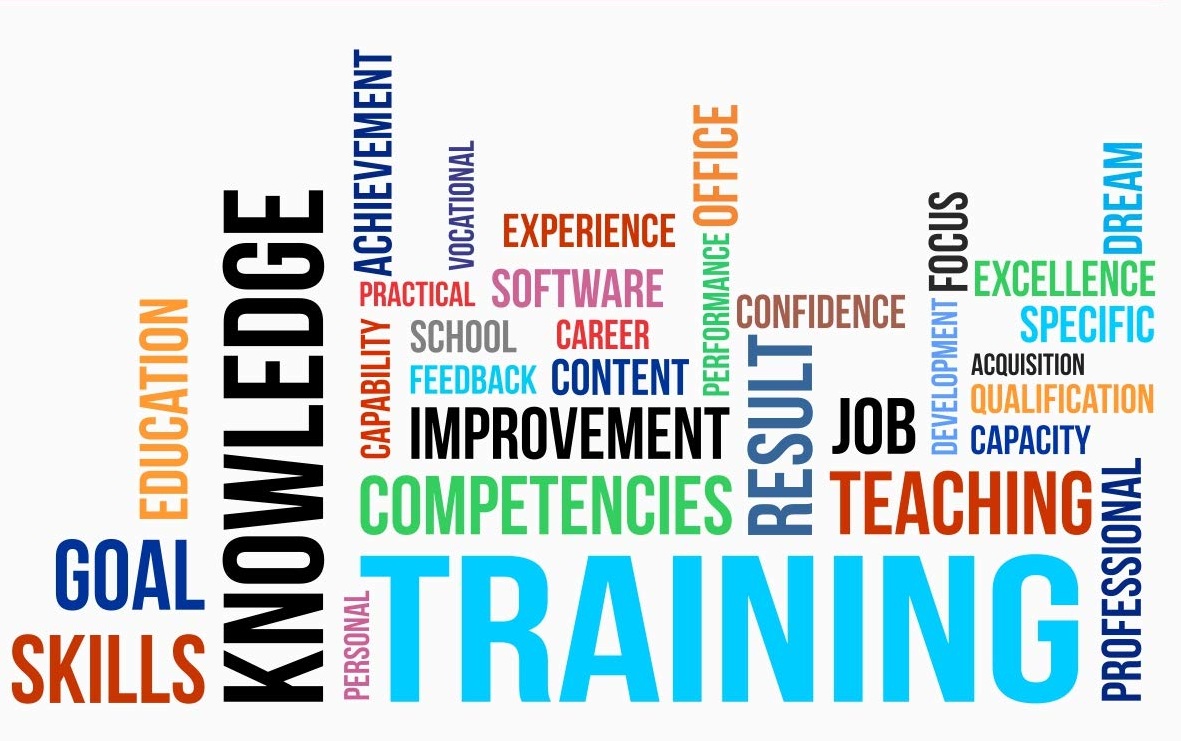 ACHIEVEMENT
VOCATIONAL
OFFICE
DREAM
KNOWLEDGE
FOCUS
EXPERIENCE
PERFORMANCE
EXCELLENCE
SOFTWARE
PRACTICAL
CONFIDENCE
EDUCATION
DEVELOPMENT
SPECIFIC
CAPABILITY
SCHOOL
CAREER
RESULT
ACQUISITION
FEEDBACK
CONTENT
QUALIFICATION
JOB
IMPROVEMENT
CAPACITY
PROFESSIONAL
COMPETENCIES
TEACHING
GOAL
TRAINING
PERSONAL
SKILLS